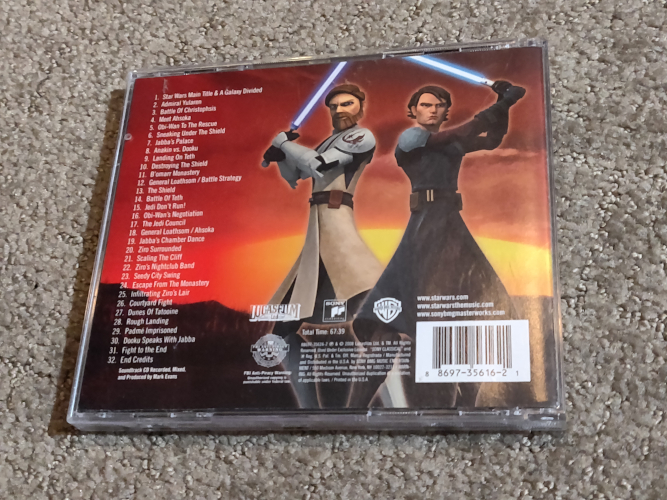 1. Star Wars Main Title & A Galaxy Divided
2. Admiral Yularen
3. Battle Of Christophsis
4. Meet Ahsoka
5. Obi-Wan To The Rescue
6. Sneaking Under The Shield
7. Jabba's Palace
8. Anakin vs. Dooku
9. Landing On Teth
10. Destroying The Shield
11. B'omarr Monastery
12. General Loathsom / Battle Strategy
13. The Shield
14. Battle Of Teth
15. Jedi Don't Run!
16. Obi-Wan's Negotiation
17. The Jedi Council
18. General Loathsom / Ahsoka
19. Jabba's Chamber Dance
20. Ziro Surrounded
21. Scaling The Cliff
22. Ziro's Nightclub Band
23. Seedy City Swing
24. Escape From The Monastery
25. Infiltrating Ziro's Lair
26. Courtyard Fight
27. Dunes Of Tatooine
28. Rough Landing
29. Padmé Imprisoned
30. Dooku Speaks With Jabba
31. Fight to the End
32. End Credits
Soundtrack CD Recorded, Mixed,
and Produced by Mark Evans
LUCASFILM
SONY
WB
Total Time: 67:39
FBI Anti-Piracy Warning:
www.starwars.com
www.starwarsthemusic.com
www.sonybmgmasterworks.com
8 8697-35616-2 1